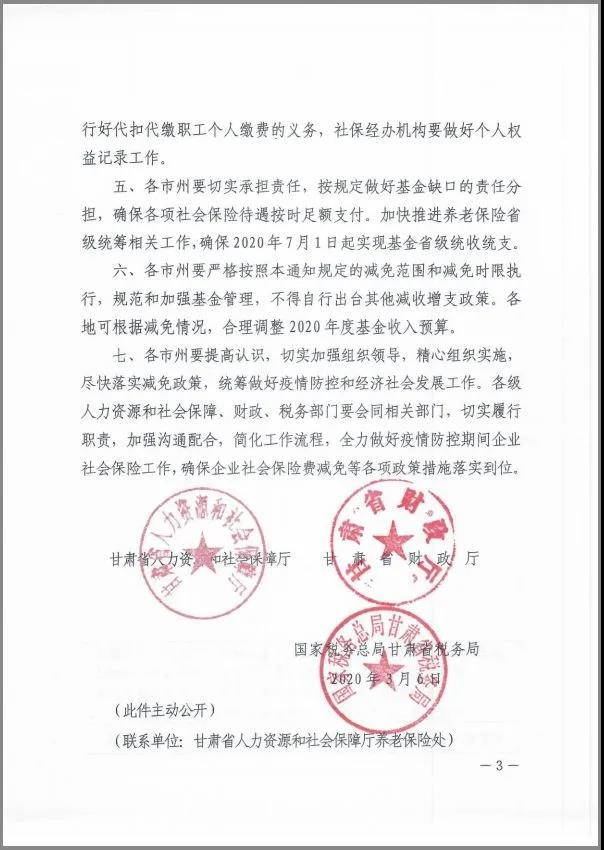 行好代扣代缴职工个人缴费的义务，社保经办机构要做好个人权
益记录工作。
五、各市州要切实承担责任，按规定做好基金缺口的责任分
担，确保各项社会保险待遇按时足额支付。加快推进养老保险省
级统筹相关工作，确保2020年7月1日起实现基金省级统收统支。
六、各市州要严格按照本通知规定的减免范围和减免时限执
行，规范和加强基金管理，不得自行出台其他减收增支政策。各
地可根据减免情况，合理调整2020年度基金收入预算。
七、各市州要提高认识，切实加强组织领导，精心组织实施，
尽快落实减免政策，统筹做好疫情防控和经济社会发展工作。各级
人力资源和社会保障、财政、税务部门要会同相关部门，切实履行
职责，加强沟通配合，简化工作流程，全力做好疫情防控期间企业
社会保险工作，确保企业社会保险费减免等各项政策措施落实到位。
甘肃省人力资源和社会保障厅
甘肃省财政厅
甘肃省人力资源和社会保障厅 甘肃省财政厅
国家税务总局甘肃省税务局
国家税务总局甘肃省税务局
2020年3月6日
（此件主动公开）
（联系单位：甘肃省人力资源和社会保障厅养老保险处）
—3—